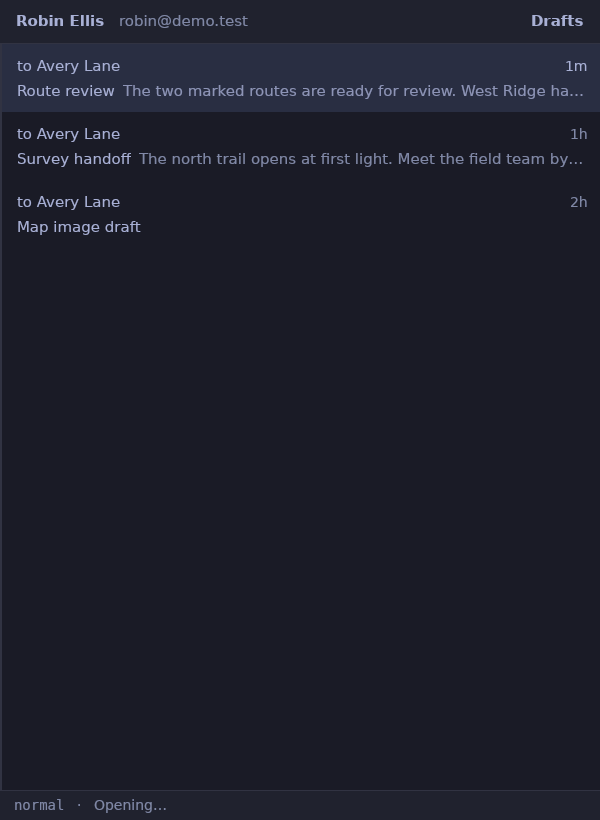 Robin Ellis robin@demo.test Drafts
to Avery Lane 1m
Route review The two marked routes are ready for review. West Ridge ha…
to Avery Lane 1h
Survey handoff The north trail opens at first light. Meet the field team by…
to Avery Lane 2h
Map image draft
normal · Opening…